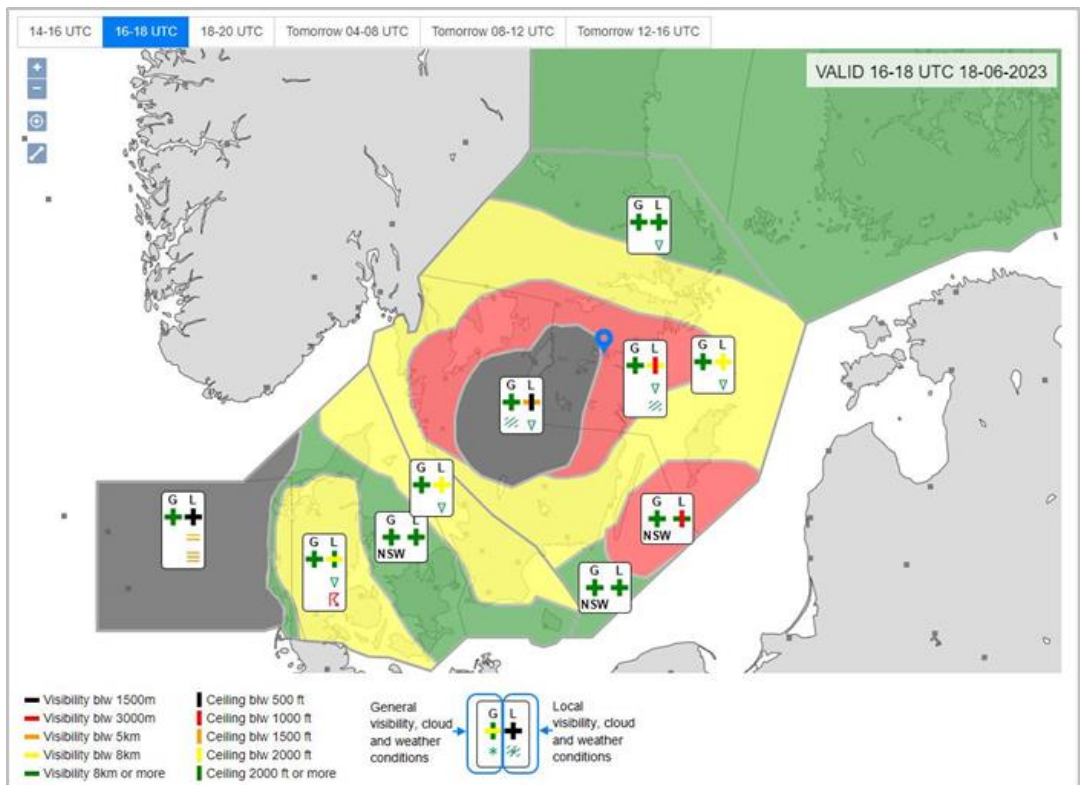 14-16 UTC 16-18 UTC 18-20 UTC Tomorrow 04-08 UTC Tomorrow 08-12 UTC Tomorrow 12-16 UTC
VALID 16-18 UTC 18-06-2023
+
−
G L
G L
G L
G L
G L
G L
G L
NSW
G L
G L
NSW
G L
NSW
Visibility blw 1500m
Visibility blw 3000m
Visibility blw 5km
Visibility blw 8km
Visibility 8km or more
Ceiling blw 500 ft
Ceiling blw 1000 ft
Ceiling blw 1500 ft
Ceiling blw 2000 ft
Ceiling 2000 ft or more
General
visibility, cloud
and weather
conditions
G L
Local
visibility, cloud
and weather
conditions